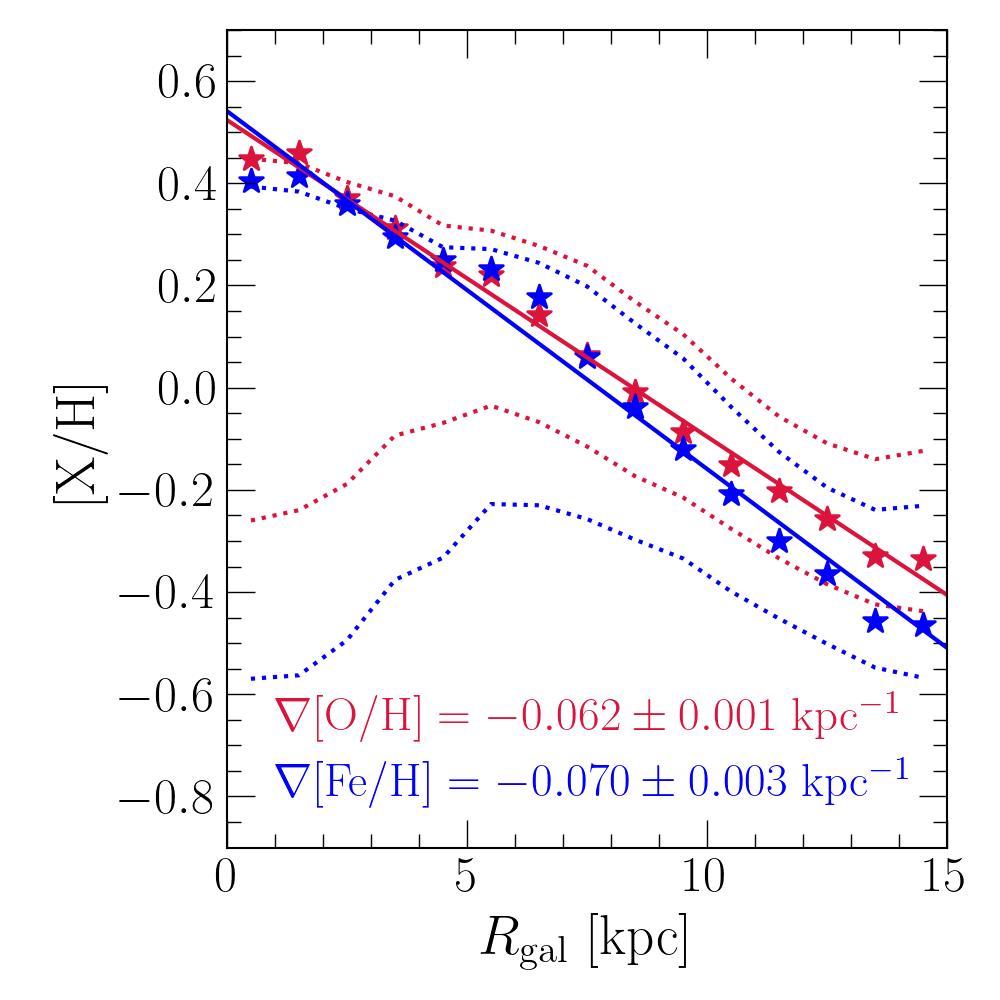 0.6
0.4
0.2
0.0
−0.2
−0.4
−0.6
−0.8
[X/H]
∇[O/H] = −0.062 ± 0.001 kpc⁻¹
∇[Fe/H] = −0.070 ± 0.003 kpc⁻¹
0 5 10 15
R_gal [kpc]